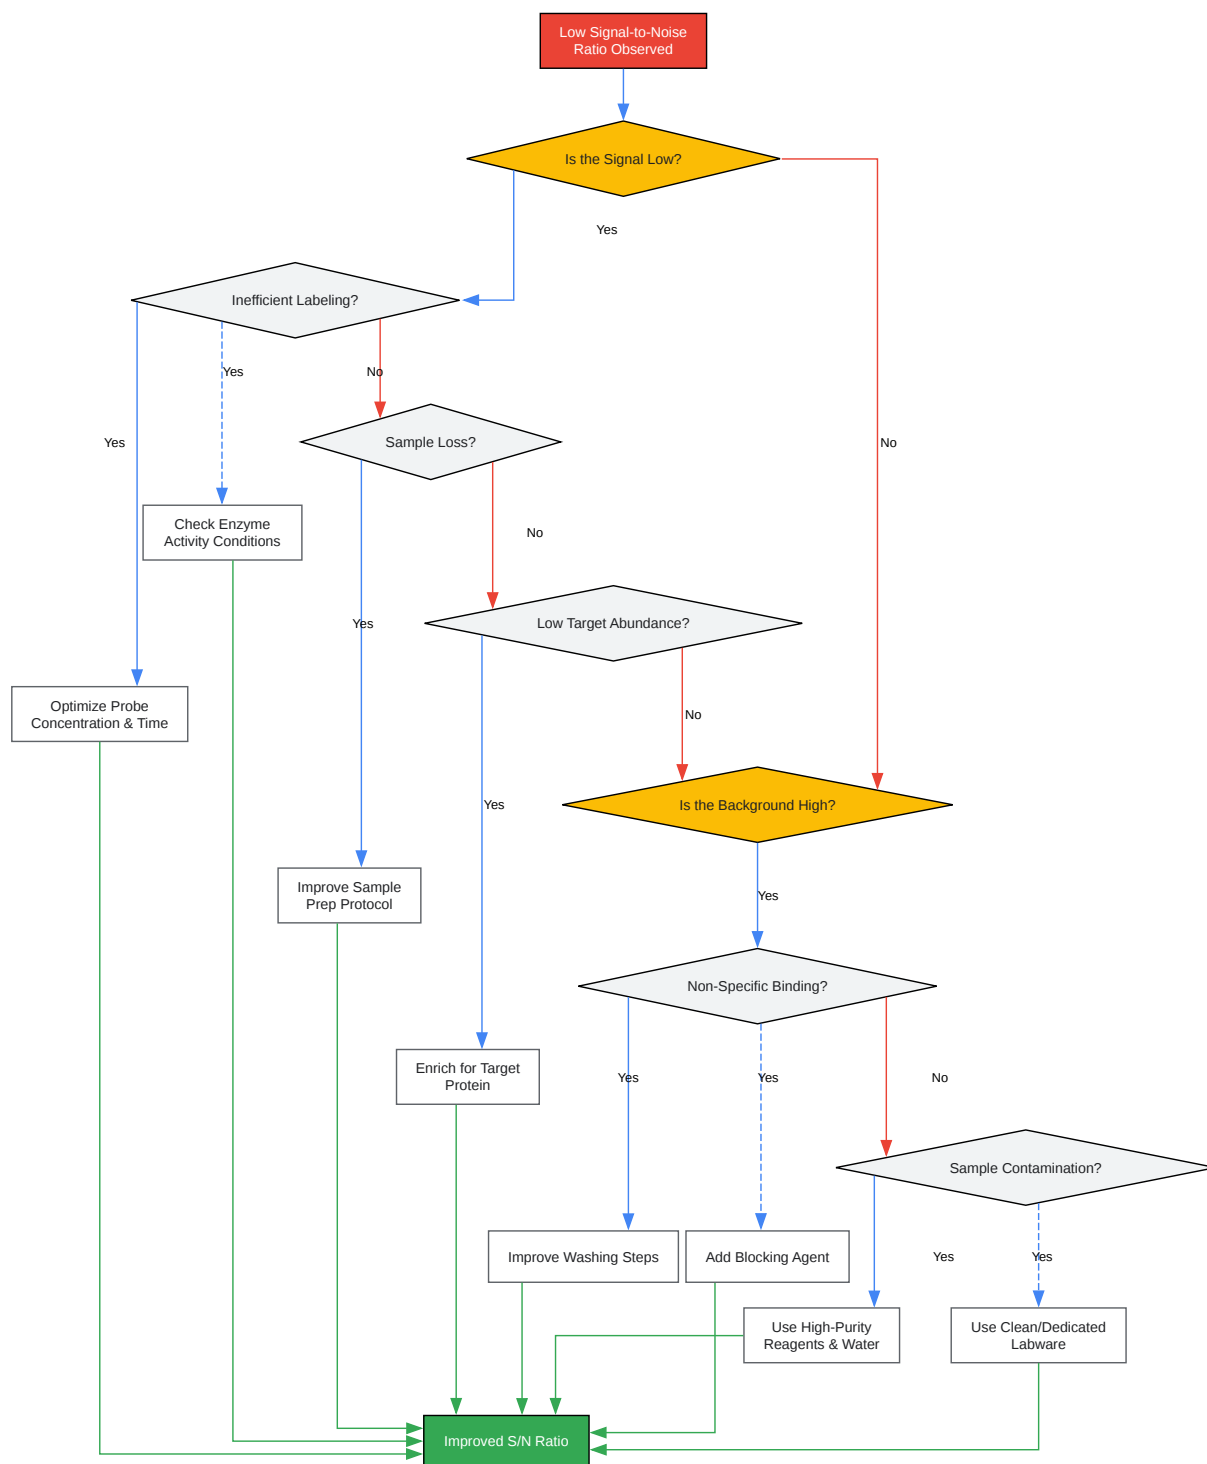 Low Signal-to-Noise
Ratio Observed
Is the Signal Low?
Yes
Inefficient Labeling?
Yes
No
Yes
Sample Loss?
No
Check Enzyme
Activity Conditions
No
Yes
Low Target Abundance?
Optimize Probe
Concentration & Time
No
Yes
Is the Background High?
Improve Sample
Prep Protocol
Yes
Non-Specific Binding?
Enrich for Target
Protein
Yes
Yes
No
Sample Contamination?
Improve Washing Steps
Add Blocking Agent
Yes
Yes
Use High-Purity
Reagents & Water
Use Clean/Dedicated
Labware
Improved S/N Ratio